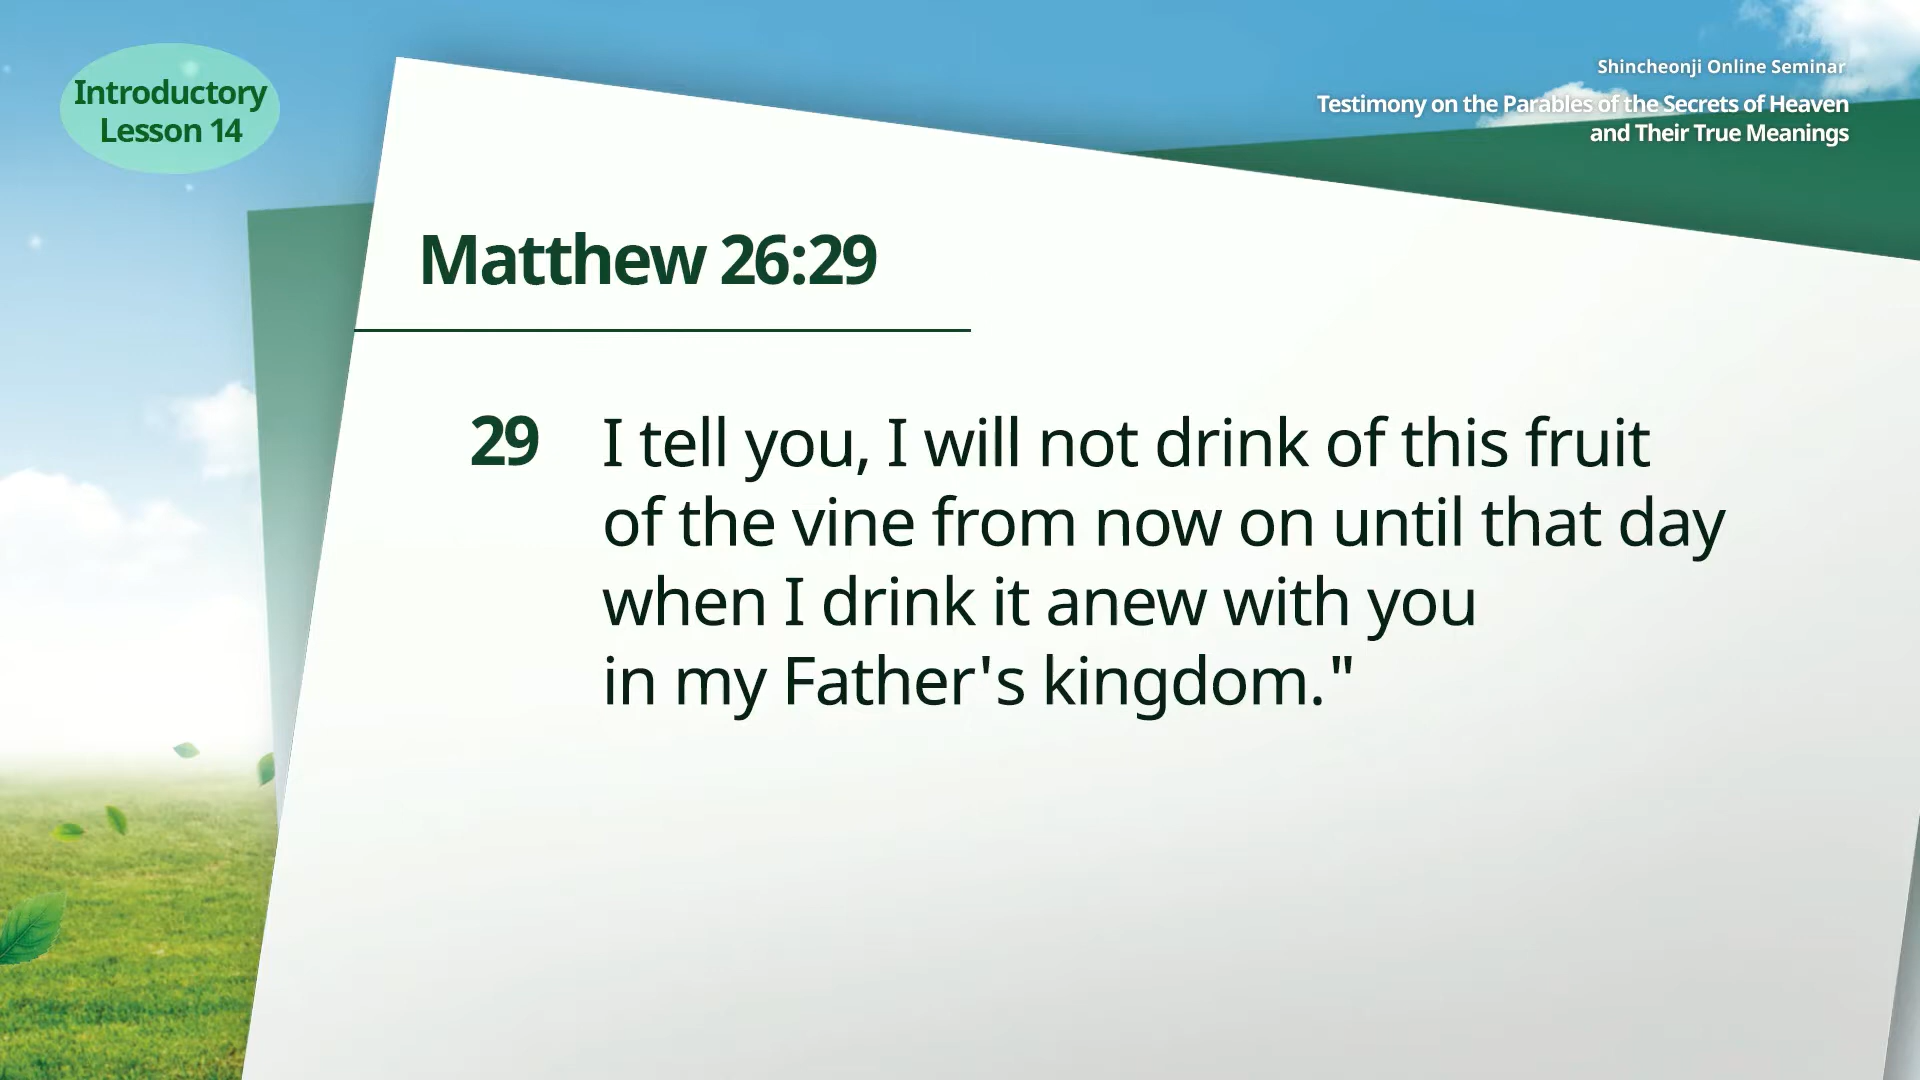 Introductory
Lesson 14
Shincheonji Online Seminar
Testimony on the Parables of the Secrets of Heaven
and Their True Meanings
Matthew 26:29
29 I tell you, I will not drink of this fruit
of the vine from now on until that day
when I drink it anew with you
in my Father's kingdom."